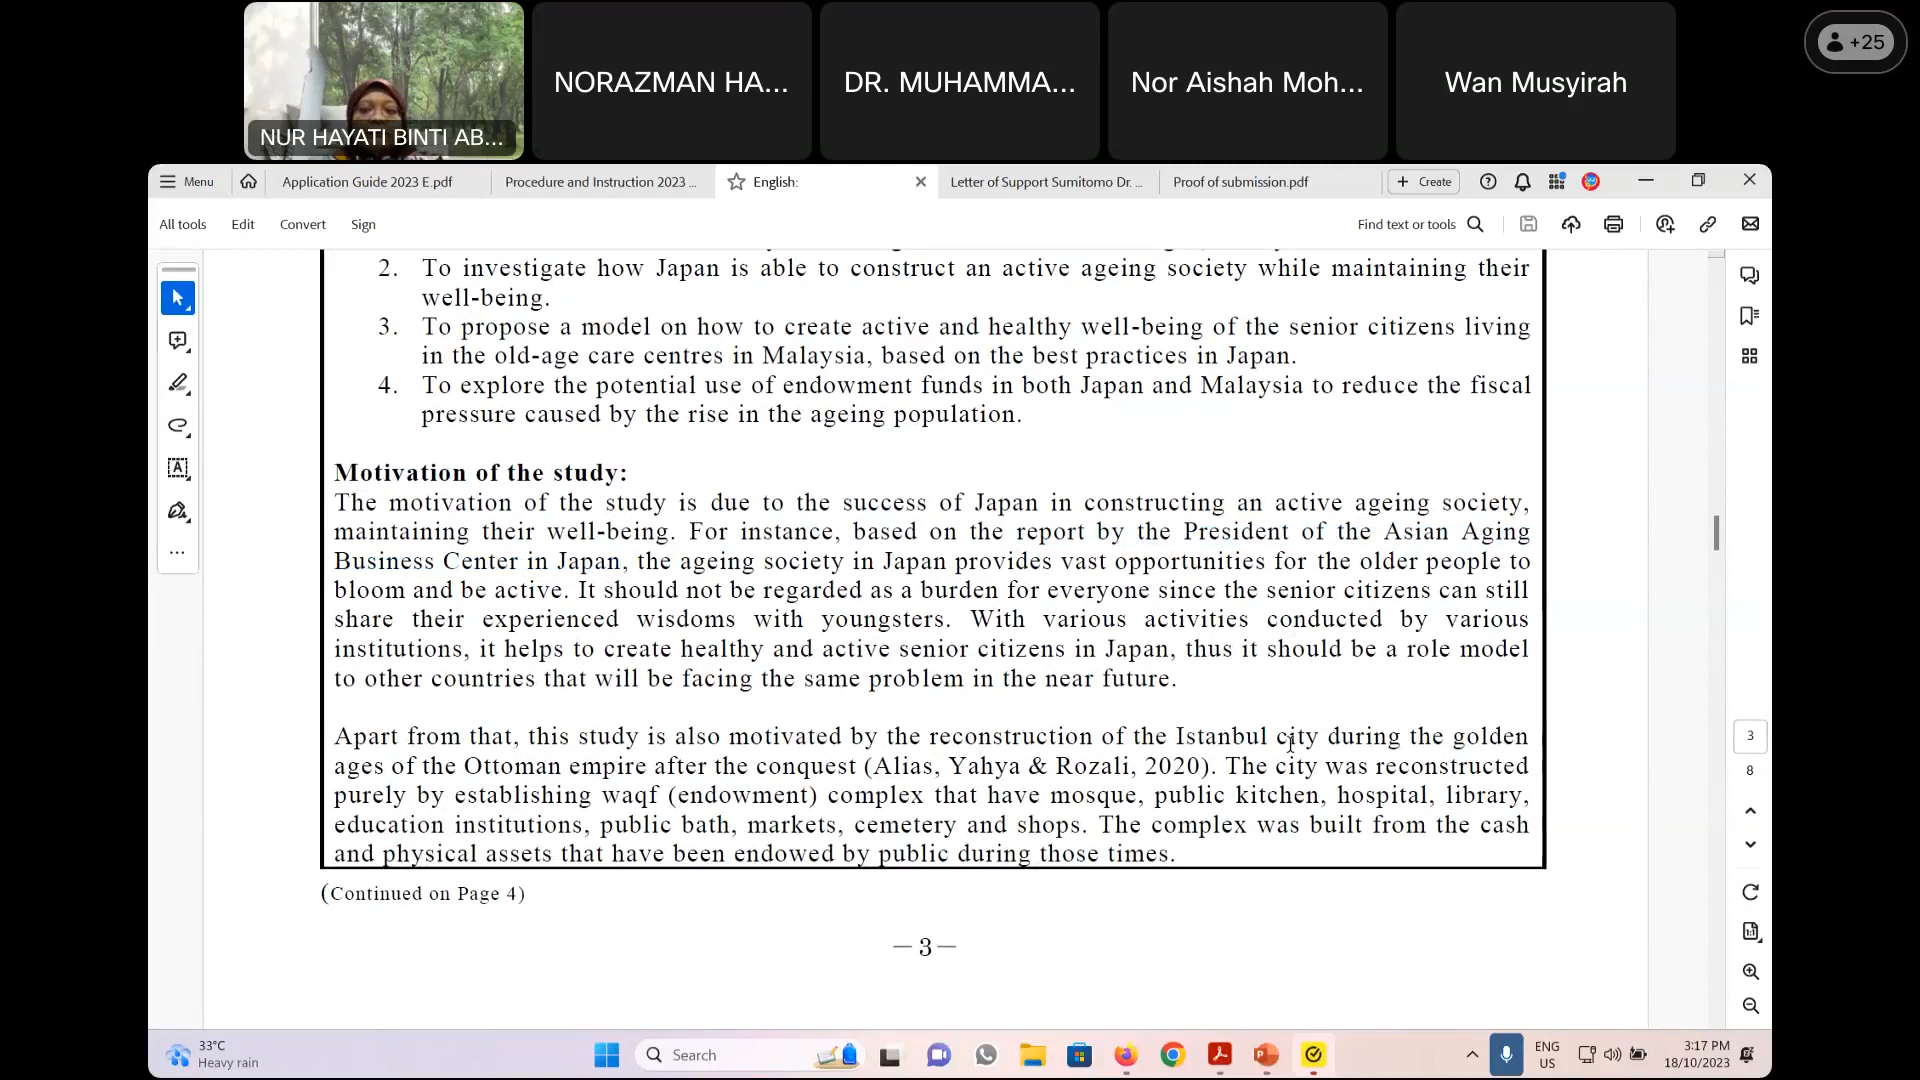 NUR HAYATI BINTI AB...
NORAZMAN HA...
DR. MUHAMMA...
Nor Aishah Moh...
Wan Musyirah
+25
Menu
Application Guide 2023 E.pdf
Procedure and Instruction 2023 ...
English:
Letter of Support Sumitomo Dr. ...
Proof of submission.pdf
Create
All tools
Edit
Convert
Sign
Find text or tools
2. To investigate how Japan is able to construct an active ageing society while maintaining their
well-being.
3. To propose a model on how to create active and healthy well-being of the senior citizens living
in the old-age care centres in Malaysia, based on the best practices in Japan.
4. To explore the potential use of endowment funds in both Japan and Malaysia to reduce the fiscal
pressure caused by the rise in the ageing population.
Motivation of the study:
The motivation of the study is due to the success of Japan in constructing an active ageing society,
maintaining their well-being. For instance, based on the report by the President of the Asian Aging
Business Center in Japan, the ageing society in Japan provides vast opportunities for the older people to
bloom and be active. It should not be regarded as a burden for everyone since the senior citizens can still
share their experienced wisdoms with youngsters. With various activities conducted by various
institutions, it helps to create healthy and active senior citizens in Japan, thus it should be a role model
to other countries that will be facing the same problem in the near future.
Apart from that, this study is also motivated by the reconstruction of the Istanbul city during the golden
ages of the Ottoman empire after the conquest (Alias, Yahya & Rozali, 2020). The city was reconstructed
purely by establishing waqf (endowment) complex that have mosque, public kitchen, hospital, library,
education institutions, public bath, markets, cemetery and shops. The complex was built from the cash
and physical assets that have been endowed by public during those times.
(Continued on Page 4)
—3—
3
8
33°C
Heavy rain
Search
ENG
US
3:17 PM
18/10/2023